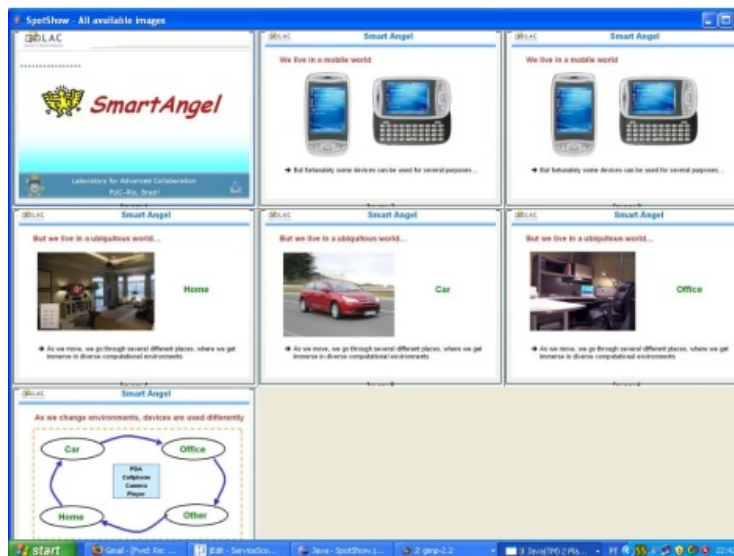 SpotShow - All available images
LAC
SmartAngel
Laboratory for Advanced Collaboration
PUC-Rio, Brazil
LAC
Smart Angel
We live in a mobile world
➔ But fortunately some devices can be used for several purposes...
LAC
Smart Angel
We live in a mobile world
➔ But fortunately some devices can be used for several purposes...
LAC
Smart Angel
But we live in a ubiquitous world...
Home
➔ As we move, we go through several different places, where we get
immerse in diverse computational environments
LAC
Smart Angel
But we live in a ubiquitous world...
Car
➔ As we move, we go through several different places, where we get
immerse in diverse computational environments
LAC
Smart Angel
But we live in a ubiquitous world...
Office
➔ As we move, we go through several different places, where we get
immerse in diverse computational environments
LAC
Smart Angel
As we change environments, devices are used differently
Car
Office
PDA
Cellphone
Camera
Player
Home
Other
start
Gmail - [Fwd: Re: ...
jEdit - ServiceSco...
Java - SpotShow.j...
2 gimp-2.2
3 Java(TM) 2 Pla...
PT